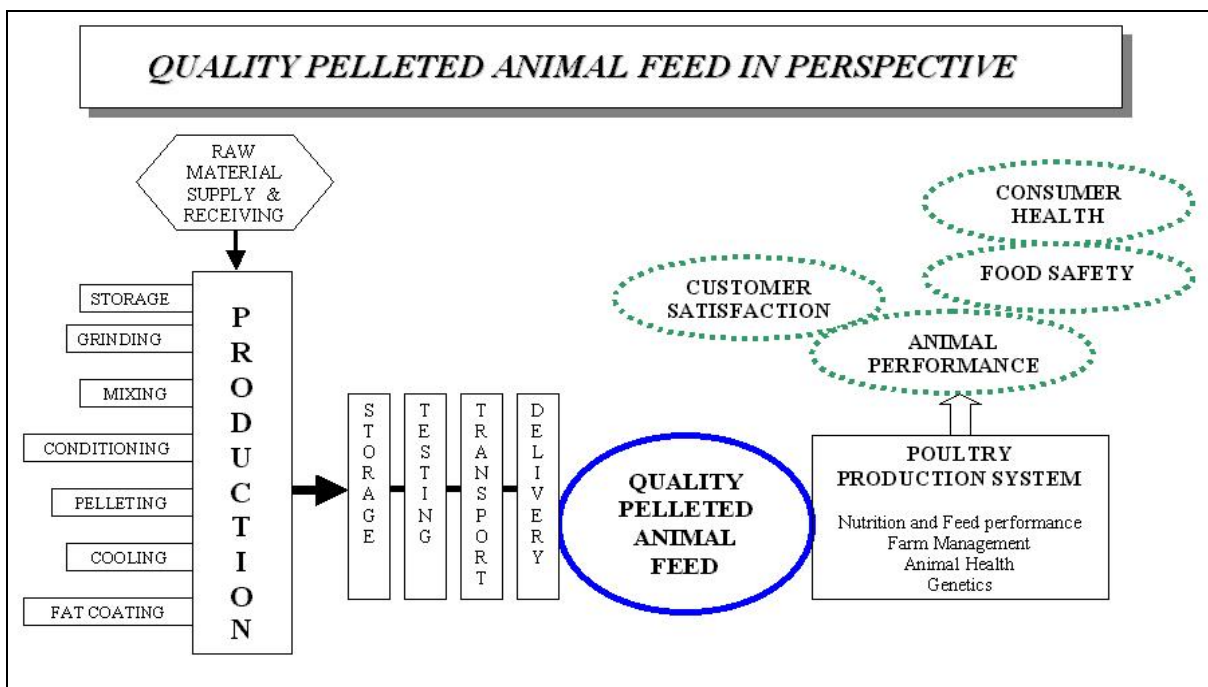 QUALITY PELLETED ANIMAL FEED IN PERSPECTIVE
RAW
MATERIAL
SUPPLY &
RECEIVING
STORAGE
GRINDING
MIXING
CONDITIONING
PELLETING
COOLING
FAT COATING
PRODUCTION
STORAGE
TESTING
TRANSPORT
DELIVERY
QUALITY
PELLETED
ANIMAL
FEED
POULTRY
PRODUCTION SYSTEM
Nutrition and Feed performance
Farm Management
Animal Health
Genetics
ANIMAL
PERFORMANCE
CUSTOMER
SATISFACTION
FOOD SAFETY
CONSUMER
HEALTH